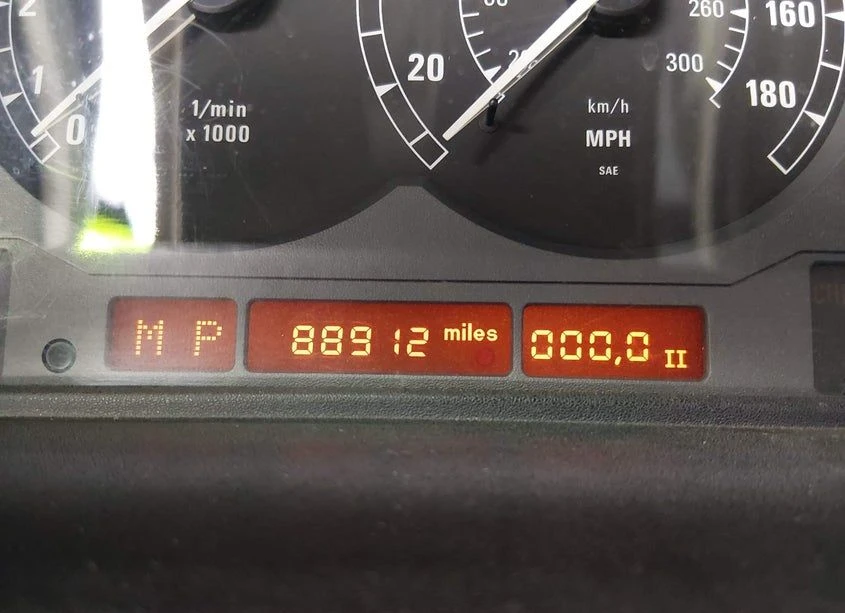 2
1
0
1/min
x 1000
20
260
300
160
180
km/h
MPH
SAE
M P
88912 miles
000,0 II